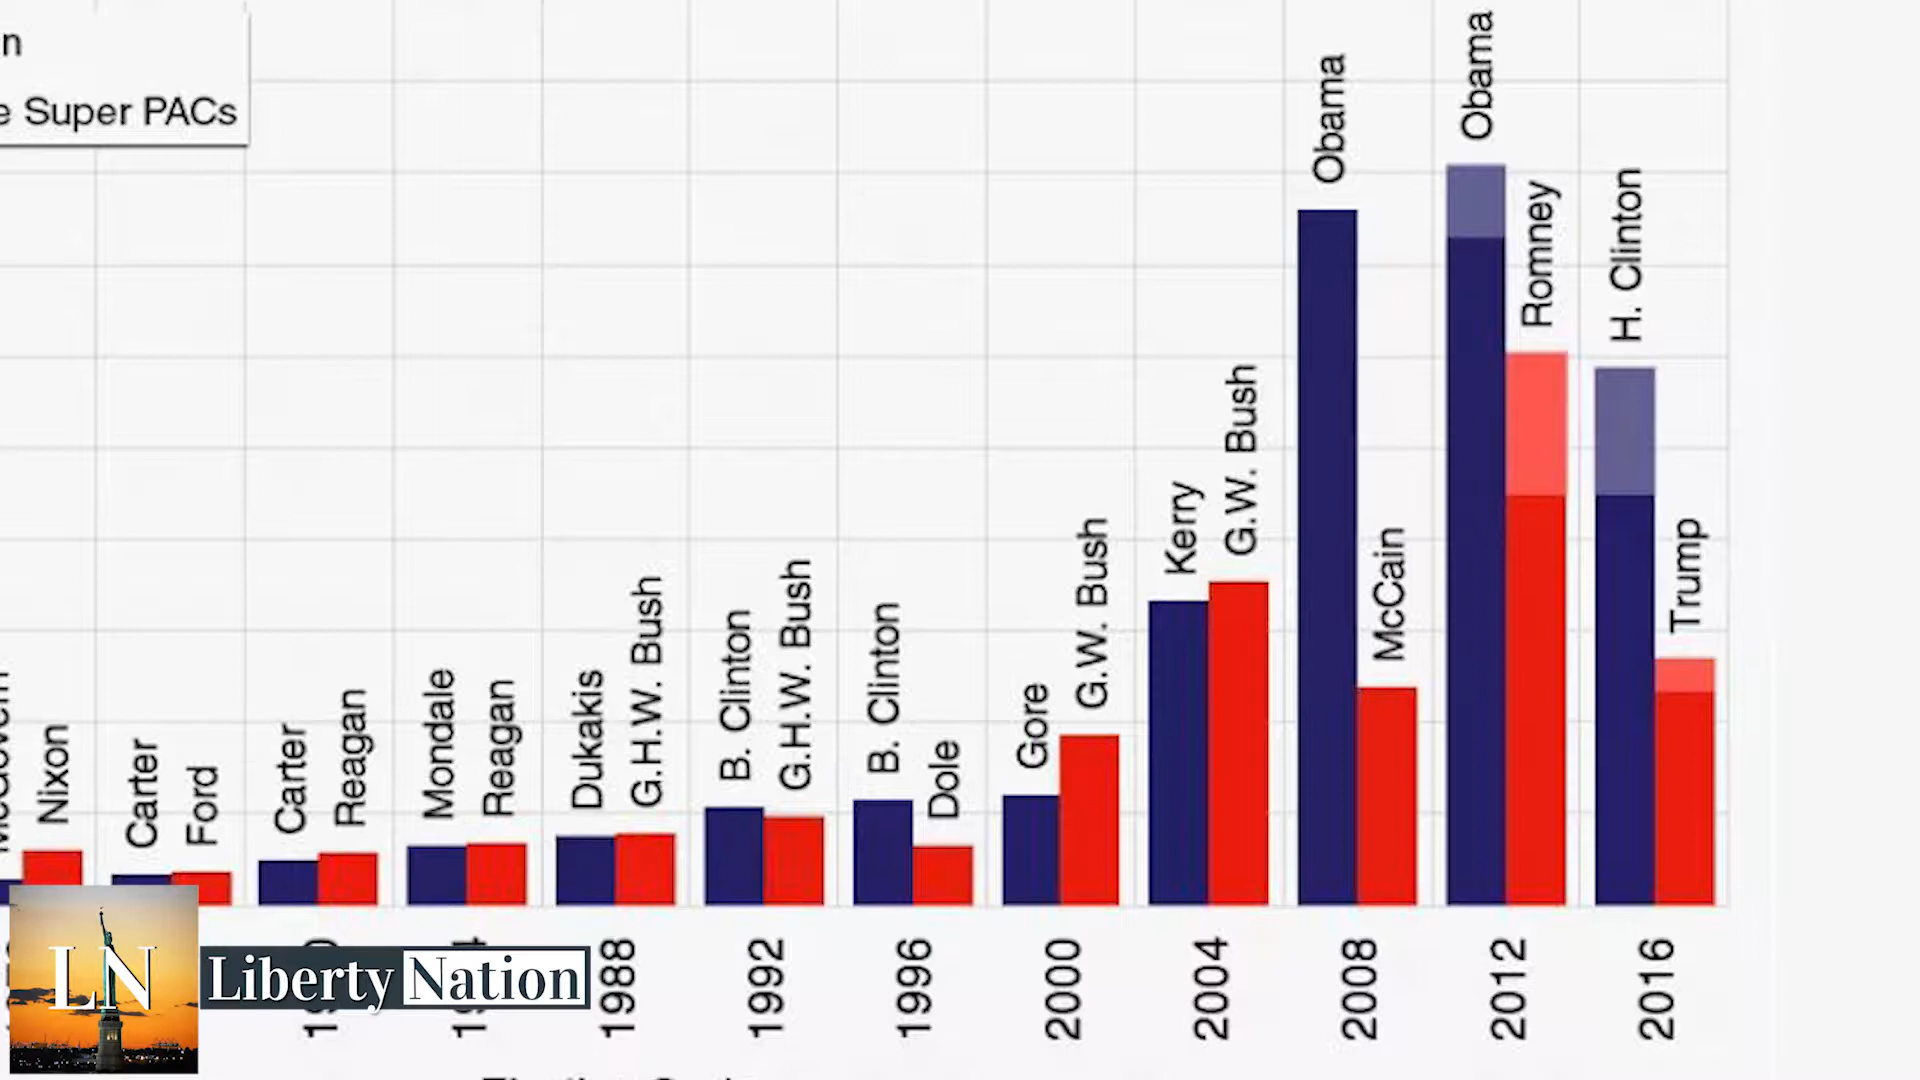 n
e Super PACs
Nixon
Carter
Ford
Carter
Reagan
Mondale
Reagan
Dukakis
G.H.W. Bush
B. Clinton
G.H.W. Bush
B. Clinton
Dole
Gore
G.W. Bush
Kerry
G.W. Bush
Obama
McCain
Obama
Romney
H. Clinton
Trump
1988
1992
1996
2000
2004
2008
2012
2016
LN
Liberty Nation